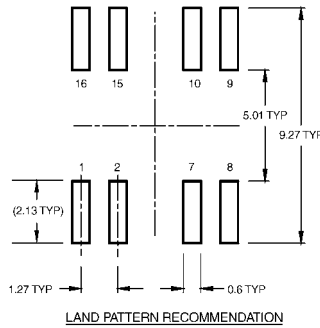 16 15 10 9
5.01 TYP
9.27 TYP
1 2 7 8
(2.13 TYP)
1.27 TYP 0.6 TYP
LAND PATTERN RECOMMENDATION